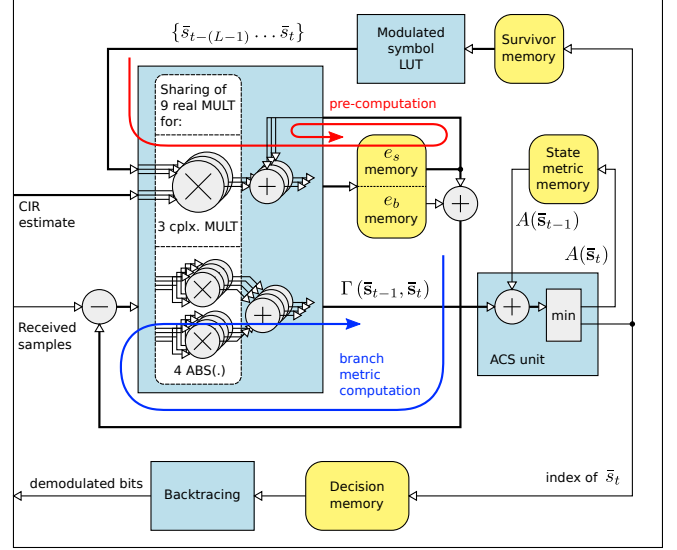 {s̄_{t−(L−1)} … s̄_t}
Modulated
symbol
LUT
Survivor
memory
Sharing of
9 real MULT
for:
pre-computation
e_s
memory
e_b
memory
State
metric
memory
CIR
estimate
3 cplx. MULT
A(s̄_{t−1})
A(s̄_t)
Γ (s̄_{t−1}, s̄_t)
Received
samples
min
ACS unit
branch
metric
computation
4 ABS(.)
demodulated bits
Backtracing
Decision
memory
index of s̄_t